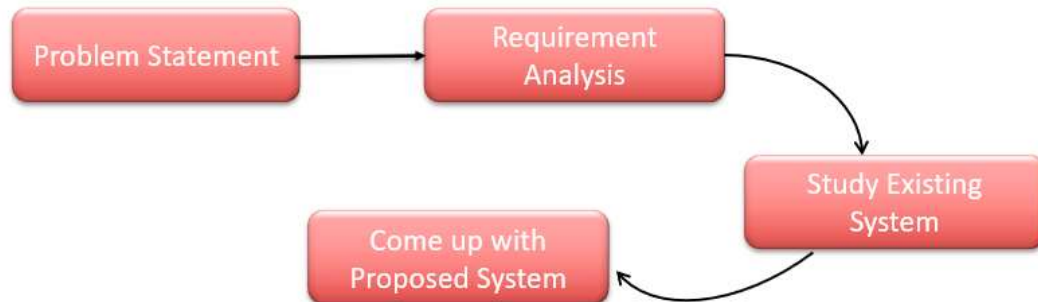 Problem Statement
Requirement
Analysis
Study Existing
System
Come up with
Proposed System